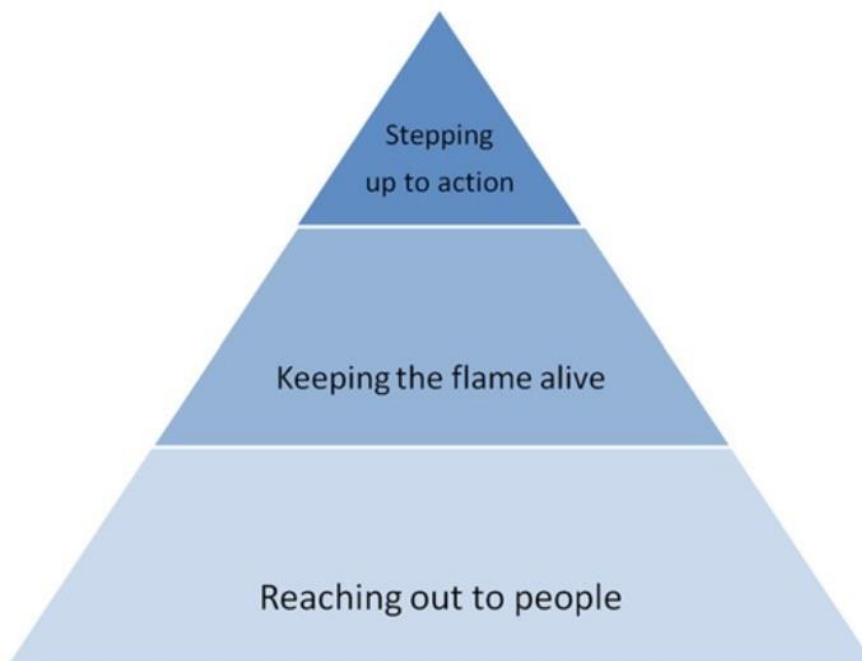 Stepping
up to action
Keeping the flame alive
Reaching out to people